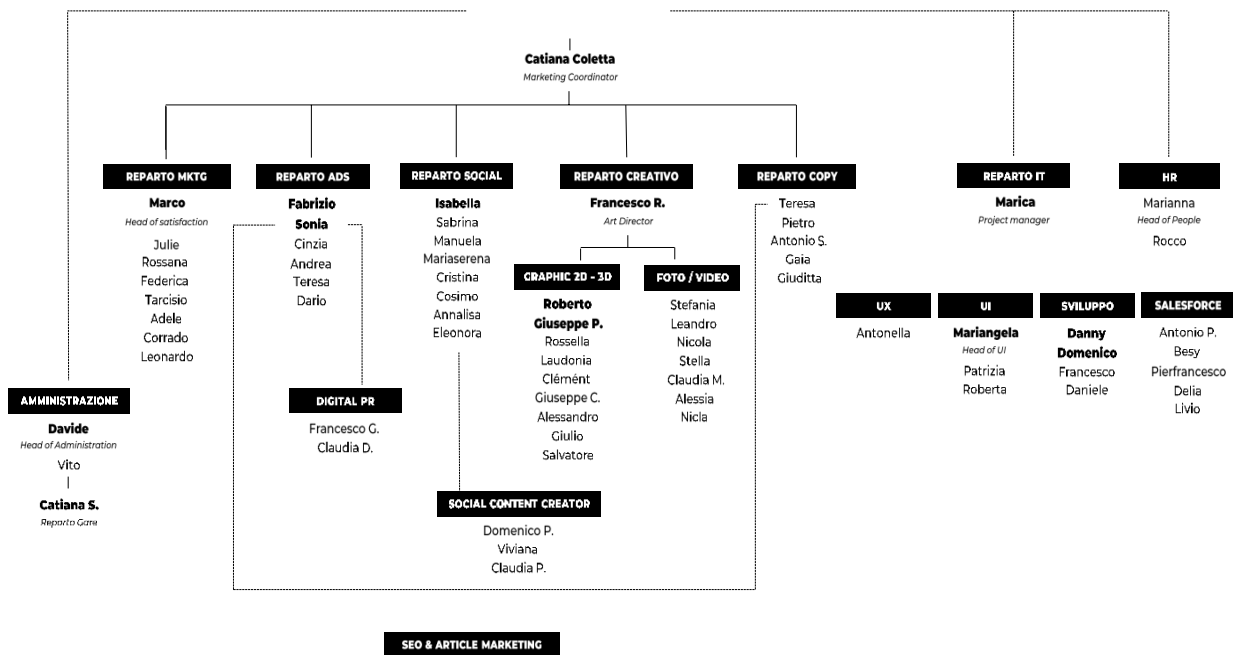 Catiana Coletta
Marketing Coordinator
REPARTO MKTG
Marco
Head of satisfaction
Julie
Rossana
Federica
Tarcisio
Adele
Corrado
Leonardo
REPARTO ADS
Fabrizio
Sonia
Cinzia
Andrea
Teresa
Dario
REPARTO SOCIAL
Isabella
Sabrina
Manuela
Mariaserena
Cristina
Cosimo
Annalisa
Eleonora
REPARTO CREATIVO
Francesco R.
Art Director
GRAPHIC 2D - 3D
Roberto
Giuseppe P.
Rossella
Laudonia
Clémént
Giuseppe C.
Alessandro
Giulio
Salvatore
FOTO / VIDEO
Stefania
Leandro
Nicola
Stella
Claudia M.
Alessia
Nicla
REPARTO COPY
Teresa
Pietro
Antonio S.
Gaia
Giuditta
REPARTO IT
Marica
Project manager
HR
Marianna
Head of People
Rocco
UX
Antonella
UI
Mariangela
Head of UI
Patrizia
Roberta
SVILUPPO
Danny
Domenico
Francesco
Daniele
SALESFORCE
Antonio P.
Besy
Pierfrancesco
Delia
Livio
AMMINISTRAZIONE
Davide
Head of Administration
Vito
Catiana S.
Reparto Gare
DIGITAL PR
Francesco G.
Claudia D.
SOCIAL CONTENT CREATOR
Domenico P.
Viviana
Claudia P.
SEO & ARTICLE MARKETING